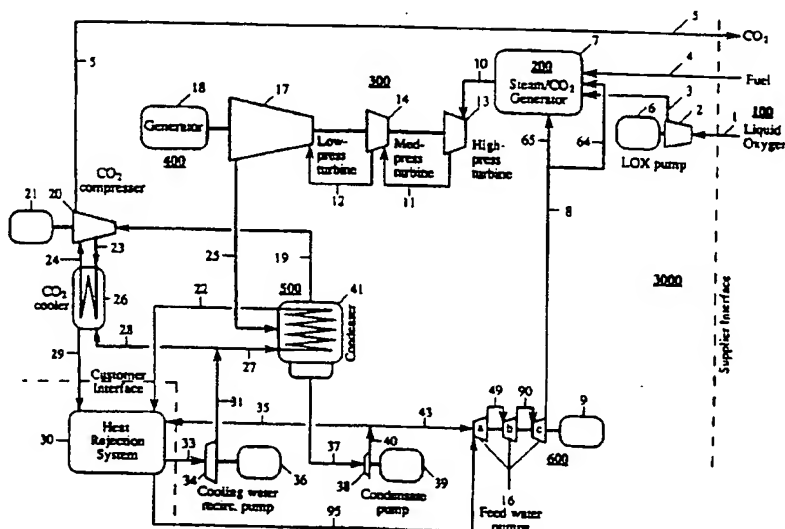 5
CO2
7
18
17
300
200
Steam/CO2
Generator
10
4
Fuel
14
13
3
6
2
1
100
Liquid
Oxygen
Generator
400
Low-
press
turbine
Med-
press
turbine
High-
press
turbine
65
64
LOX pump
5
12
11
CO2
compresser
21
20
23
24
25
19
8
3000
Supplier Interface
CO2
cooler
26
22
500
41
Condenser
28
27
29
Customer
Interface
31
35
43
49
90
9
30
Heat
Rejection
System
33
34
36
37
40
38
39
a
b
c
600
Cooling water
recirc. pump
Condensate
pump
16
Feed water
95